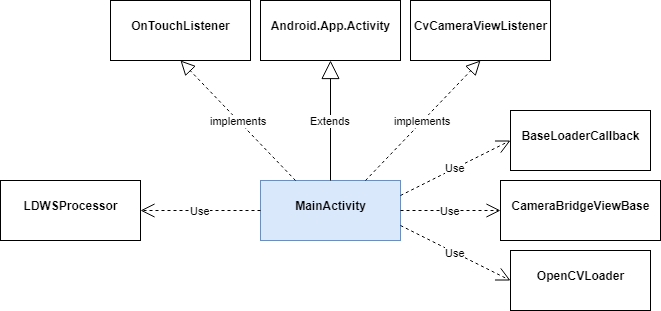 OnTouchListener
Android.App.Activity
CvCameraViewListener
implements
Extends
implements
BaseLoaderCallback
Use
LDWSProcessor
Use
MainActivity
Use
CameraBridgeViewBase
Use
OpenCVLoader